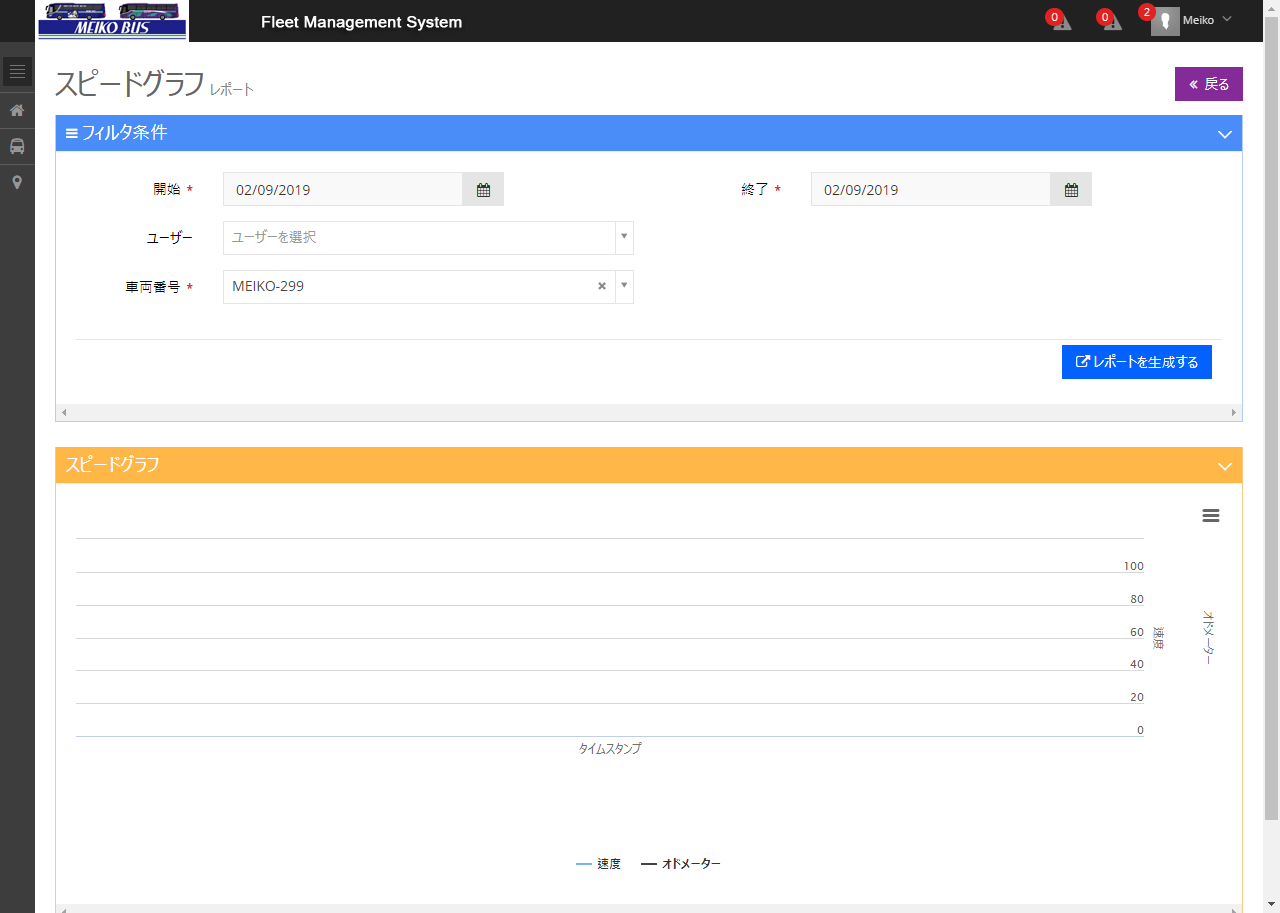 MEIKO BUS
Fleet Management System
0
0
2
Meiko
スピードグラフ レポート
« 戻る
フィルタ条件
開始 *
02/09/2019
終了 *
02/09/2019
ユーザー
ユーザーを選択
車両番号 *
MEIKO-299
レポートを生成する
スピードグラフ
100
80
60
40
20
0
速度
オドメーター
タイムスタンプ
速度
オドメーター